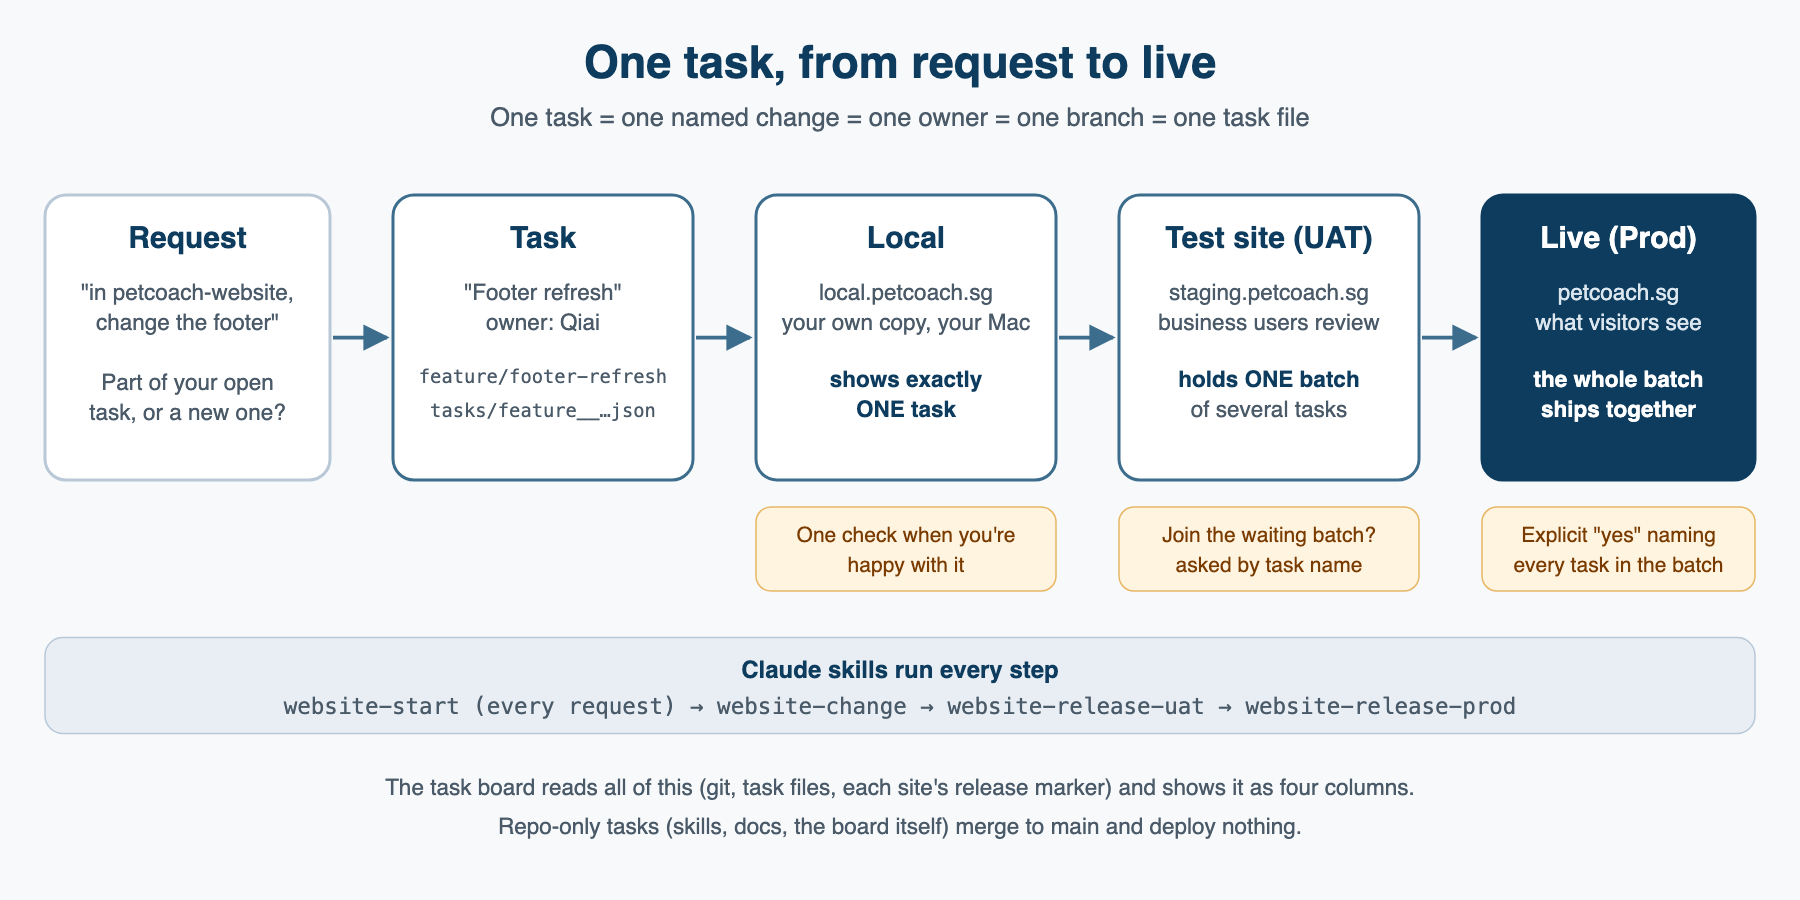 One task, from request to live
One task = one named change = one owner = one branch = one task file
Request
"in petcoach-website,
change the footer"
Part of your open
task, or a new one?
Task
"Footer refresh"
owner: Qiai
feature/footer-refresh
tasks/feature__…json
Local
local.petcoach.sg
your own copy, your Mac
shows exactly
ONE task
Test site (UAT)
staging.petcoach.sg
business users review
holds ONE batch
of several tasks
Live (Prod)
petcoach.sg
what visitors see
the whole batch
ships together
One check when you're
happy with it
Join the waiting batch?
asked by task name
Explicit "yes" naming
every task in the batch
Claude skills run every step
website-start (every request) → website-change → website-release-uat → website-release-prod
The task board reads all of this (git, task files, each site's release marker) and shows it as four columns.
Repo-only tasks (skills, docs, the board itself) merge to main and deploy nothing.